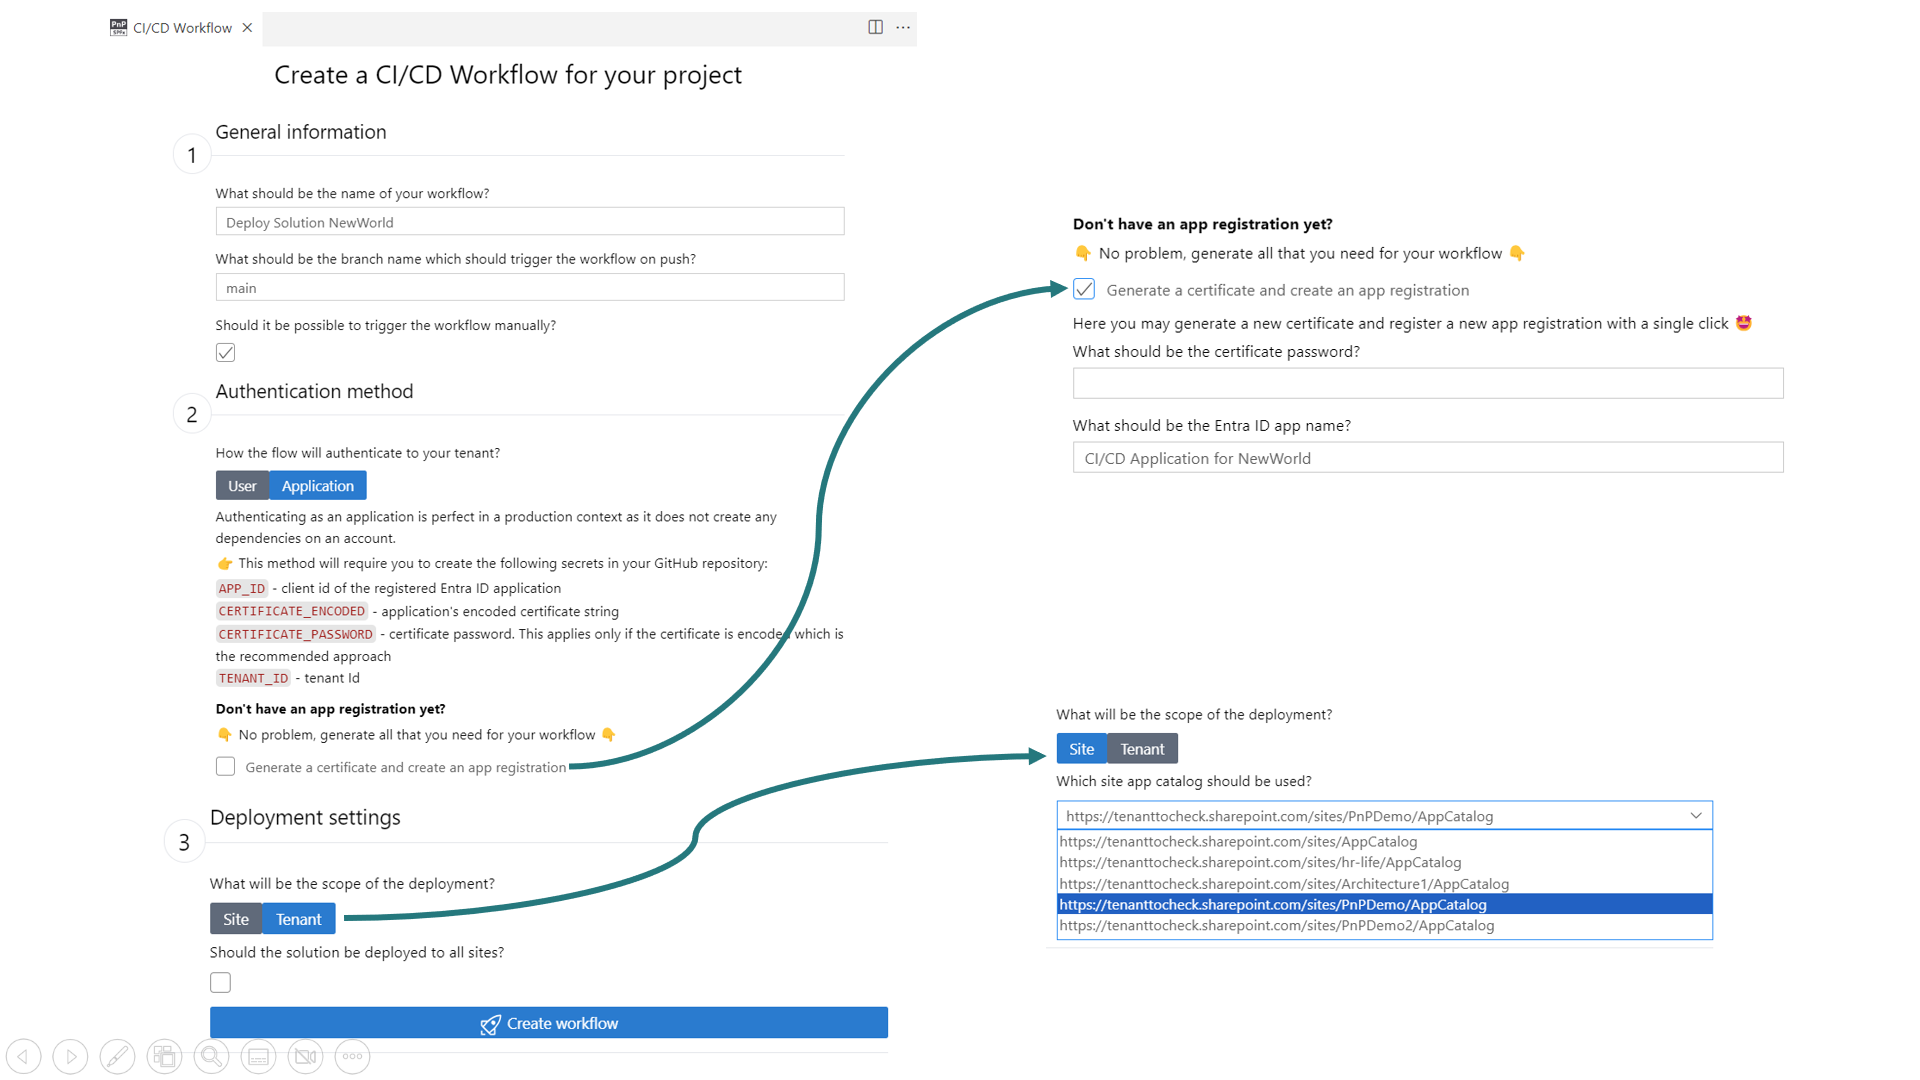 PnP
SPFx
CI/CD Workflow
Create a CI/CD Workflow for your project
1
General information
What should be the name of your workflow?
Deploy Solution NewWorld
What should be the branch name which should trigger the workflow on push?
main
Should it be possible to trigger the workflow manually?
2
Authentication method
How the flow will authenticate to your tenant?
User Application
Authenticating as an application is perfect in a production context as it does not create any
dependencies on an account.
👉 This method will require you to create the following secrets in your GitHub repository:
APP_ID - client id of the registered Entra ID application
CERTIFICATE_ENCODED - application's encoded certificate string
CERTIFICATE_PASSWORD - certificate password. This applies only if the certificate is encoded which is
the recommended approach
TENANT_ID - tenant Id
Don't have an app registration yet?
👇 No problem, generate all that you need for your workflow 👇
Generate a certificate and create an app registration
3
Deployment settings
What will be the scope of the deployment?
Site Tenant
Should the solution be deployed to all sites?
Create workflow
Don't have an app registration yet?
👇 No problem, generate all that you need for your workflow 👇
Generate a certificate and create an app registration
Here you may generate a new certificate and register a new app registration with a single click 🤩
What should be the certificate password?
What should be the Entra ID app name?
CI/CD Application for NewWorld
What will be the scope of the deployment?
Site Tenant
Which site app catalog should be used?
https://tenanttocheck.sharepoint.com/sites/PnPDemo/AppCatalog
https://tenanttocheck.sharepoint.com/sites/AppCatalog
https://tenanttocheck.sharepoint.com/sites/hr-life/AppCatalog
https://tenanttocheck.sharepoint.com/sites/Architecture1/AppCatalog
https://tenanttocheck.sharepoint.com/sites/PnPDemo/AppCatalog
https://tenanttocheck.sharepoint.com/sites/PnPDemo2/AppCatalog